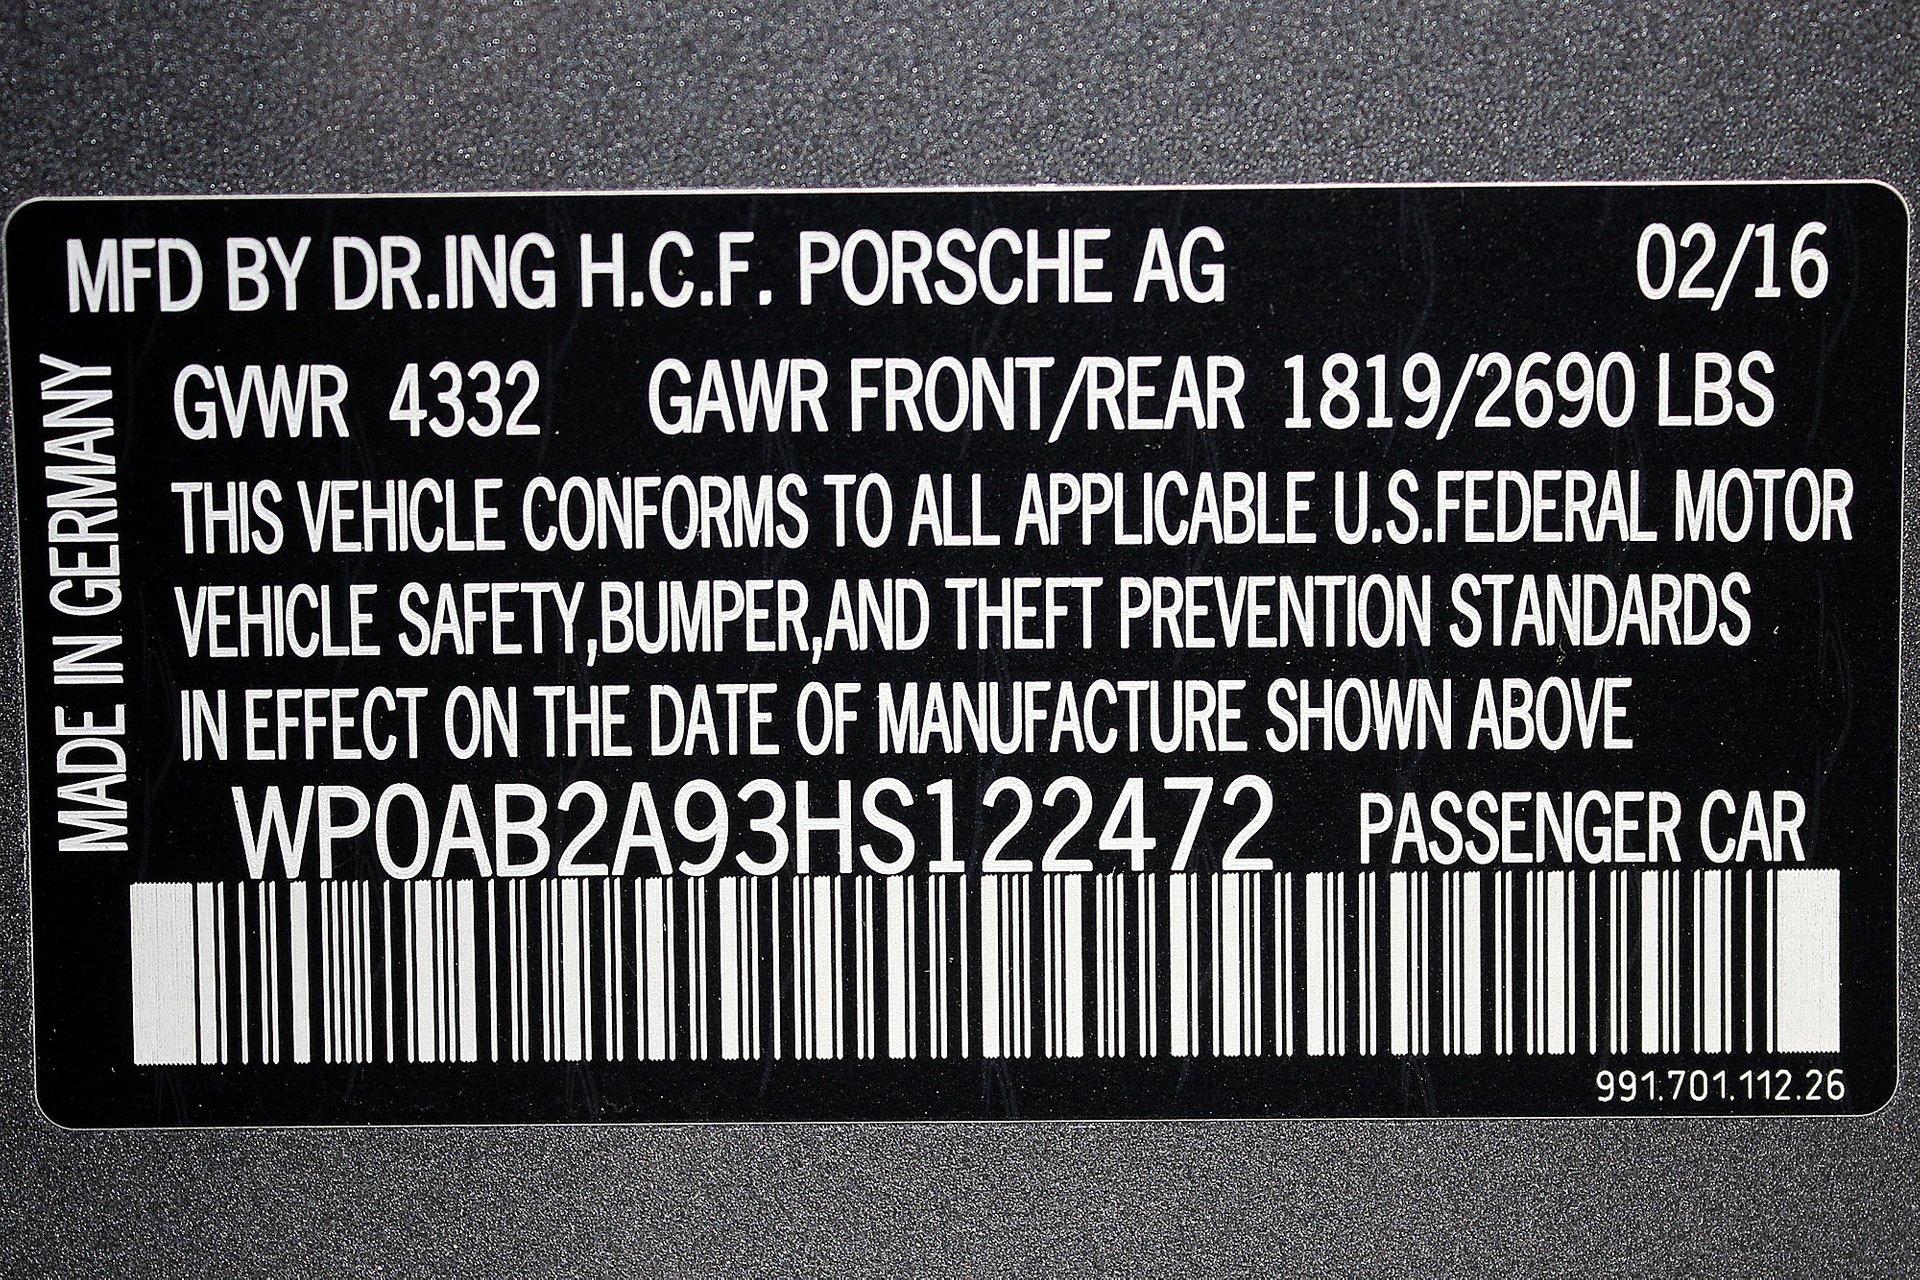 MFD BY DR.ING H.C.F. PORSCHE AG 02/16
MADE IN GERMANY
GVWR 4332 GAWR FRONT/REAR 1819/2690 LBS
THIS VEHICLE CONFORMS TO ALL APPLICABLE U.S.FEDERAL MOTOR
VEHICLE SAFETY,BUMPER,AND THEFT PREVENTION STANDARDS
IN EFFECT ON THE DATE OF MANUFACTURE SHOWN ABOVE
WP0AB2A93HS122472 PASSENGER CAR
991.701.112.26